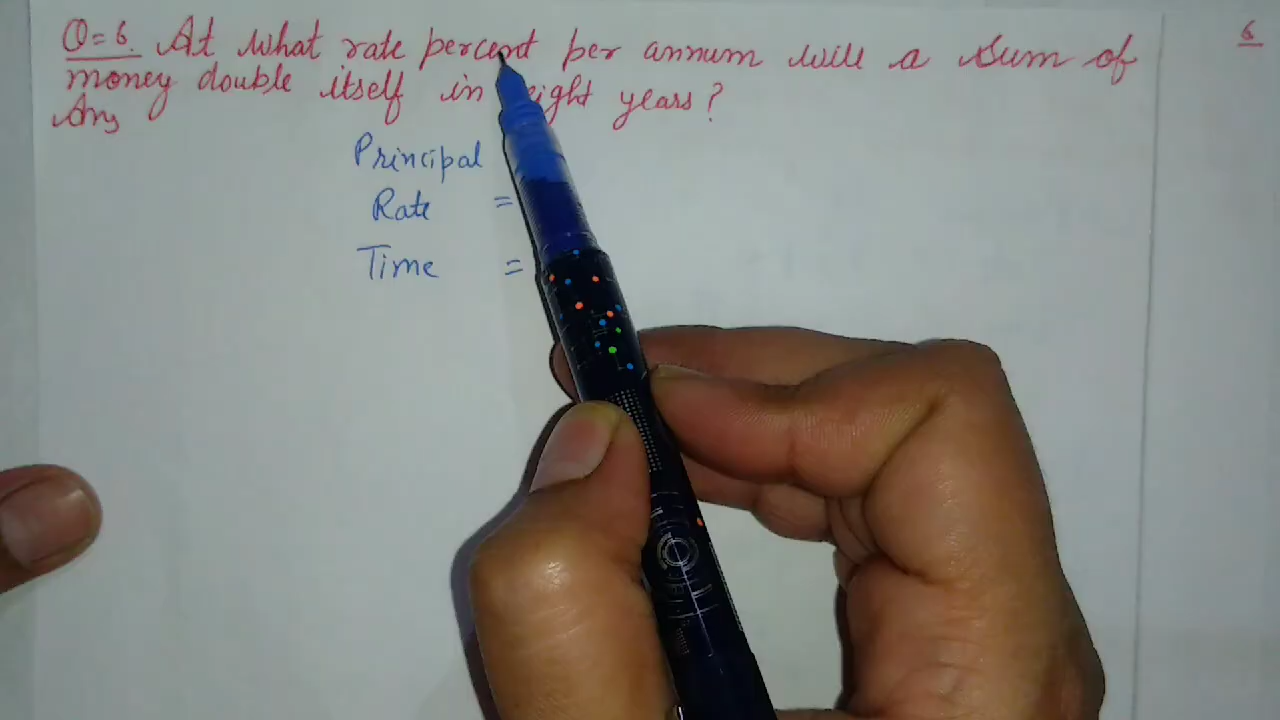 Q=6. At what rate percent per annum will a sum of
6
money double itself in eight years?
Ans
Principal
Rate =
Time =